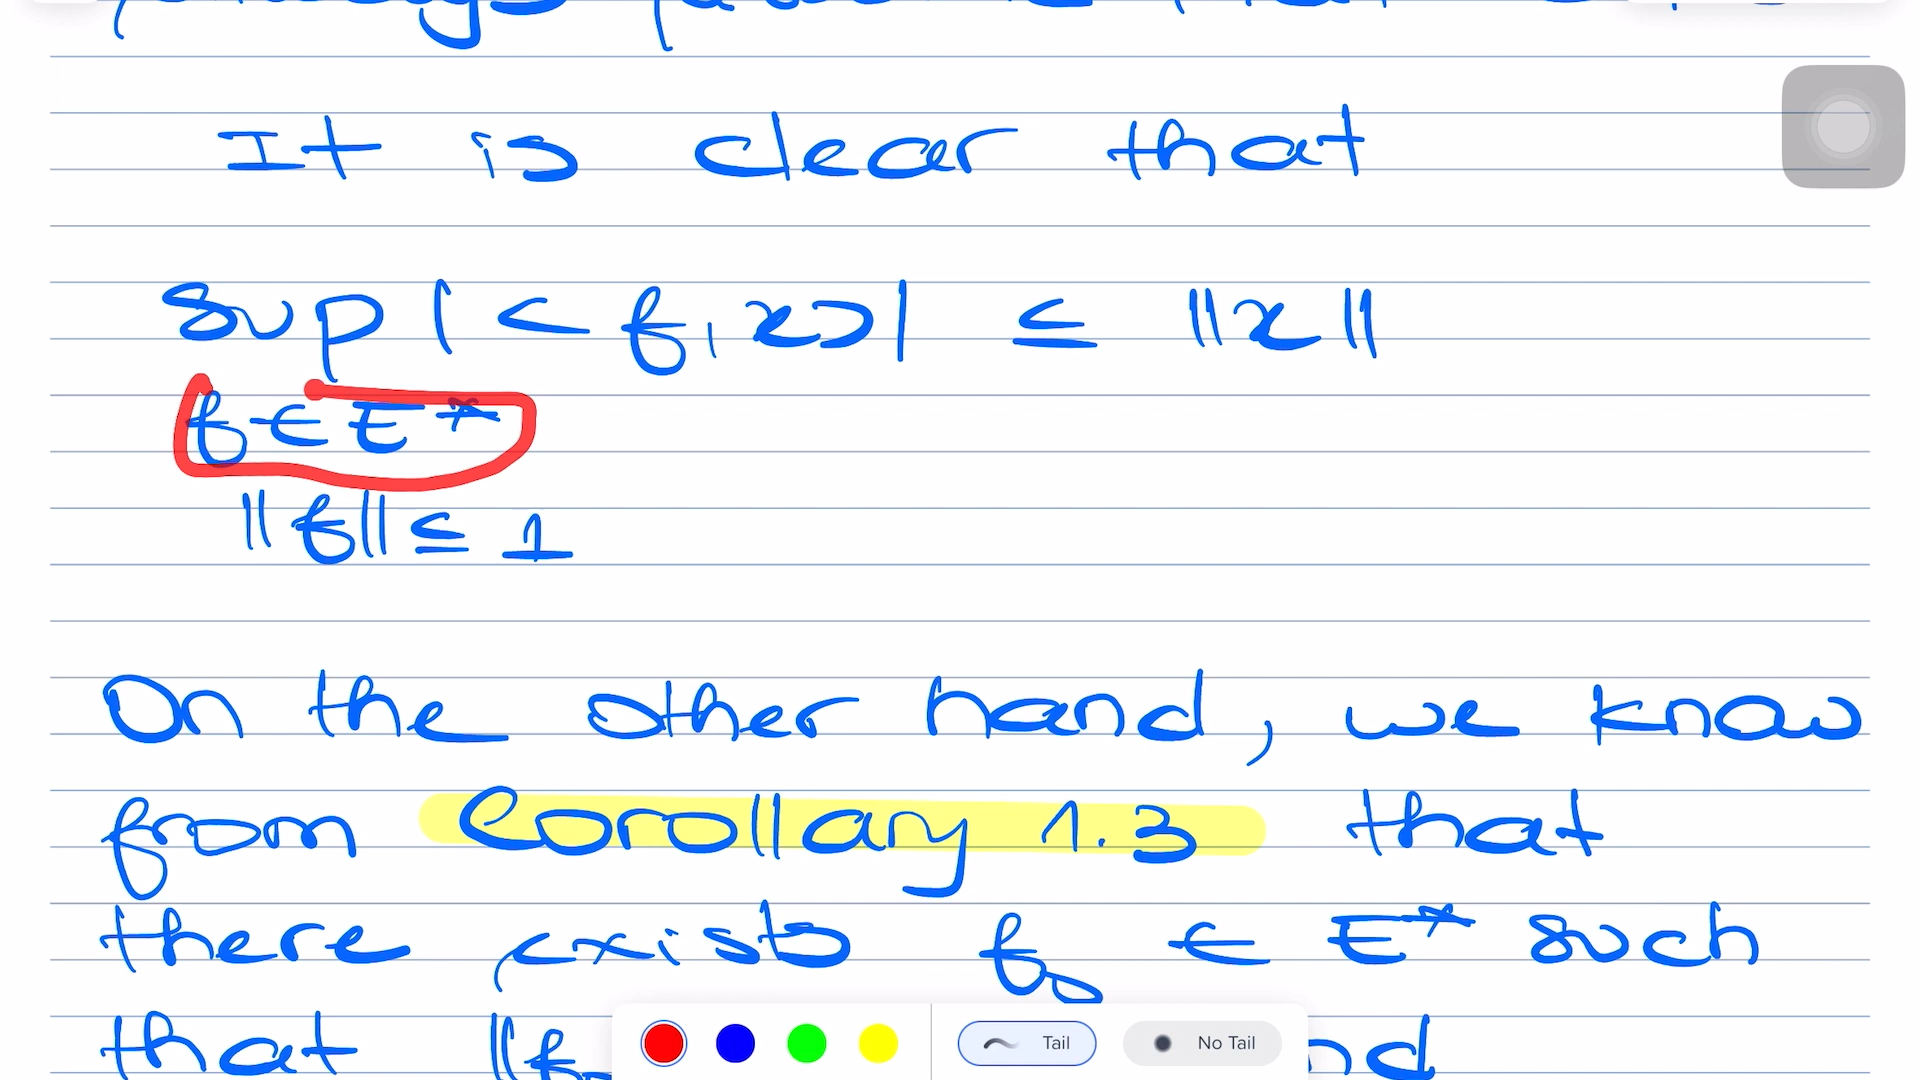 It is clear that
Sup |< f, x >| ≤ ||x||
f ∈ E*
||f|| ≤ 1
On the other hand, we know
from Corollary 1.3 that
there exists f₀ ∈ E* such
that ||f₀
Tail No Tail